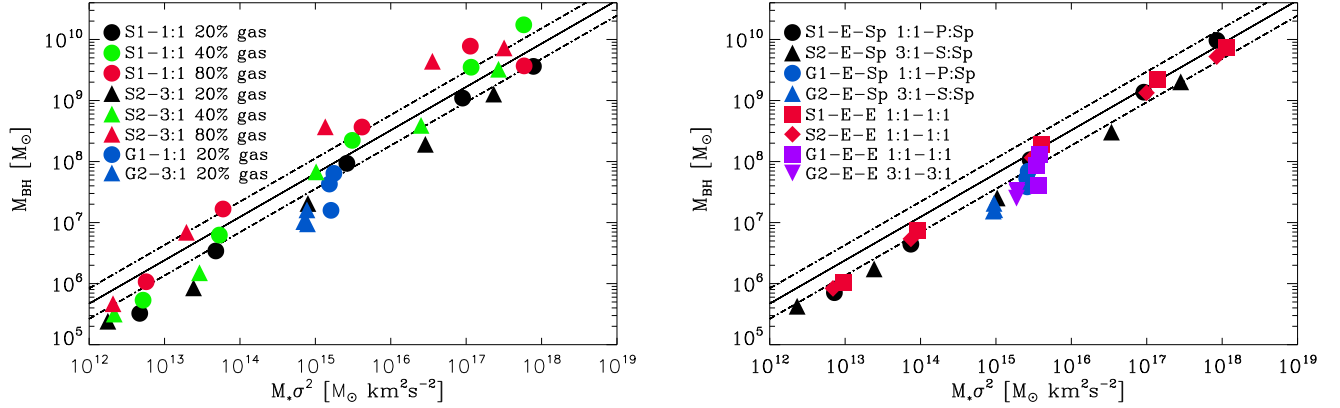 S1-1:1 20% gas
S1-1:1 40% gas
S1-1:1 80% gas
S2-3:1 20% gas
S2-3:1 40% gas
S2-3:1 80% gas
G1-1:1 20% gas
G2-3:1 20% gas
M_BH [M_⊙]
10^10
10^9
10^8
10^7
10^6
10^5
10^12 10^13 10^14 10^15 10^16 10^17 10^18 10^19
M_*σ^2 [M_⊙ km^2s^-2]
S1-E-Sp 1:1-P:Sp
S2-E-Sp 3:1-S:Sp
G1-E-Sp 1:1-P:Sp
G2-E-Sp 3:1-S:Sp
S1-E-E 1:1-1:1
S2-E-E 1:1-1:1
G1-E-E 1:1-1:1
G2-E-E 3:1-3:1
M_BH [M_⊙]
10^10
10^9
10^8
10^7
10^6
10^5
10^12 10^13 10^14 10^15 10^16 10^17 10^18 10^19
M_*σ^2 [M_⊙ km^2s^-2]